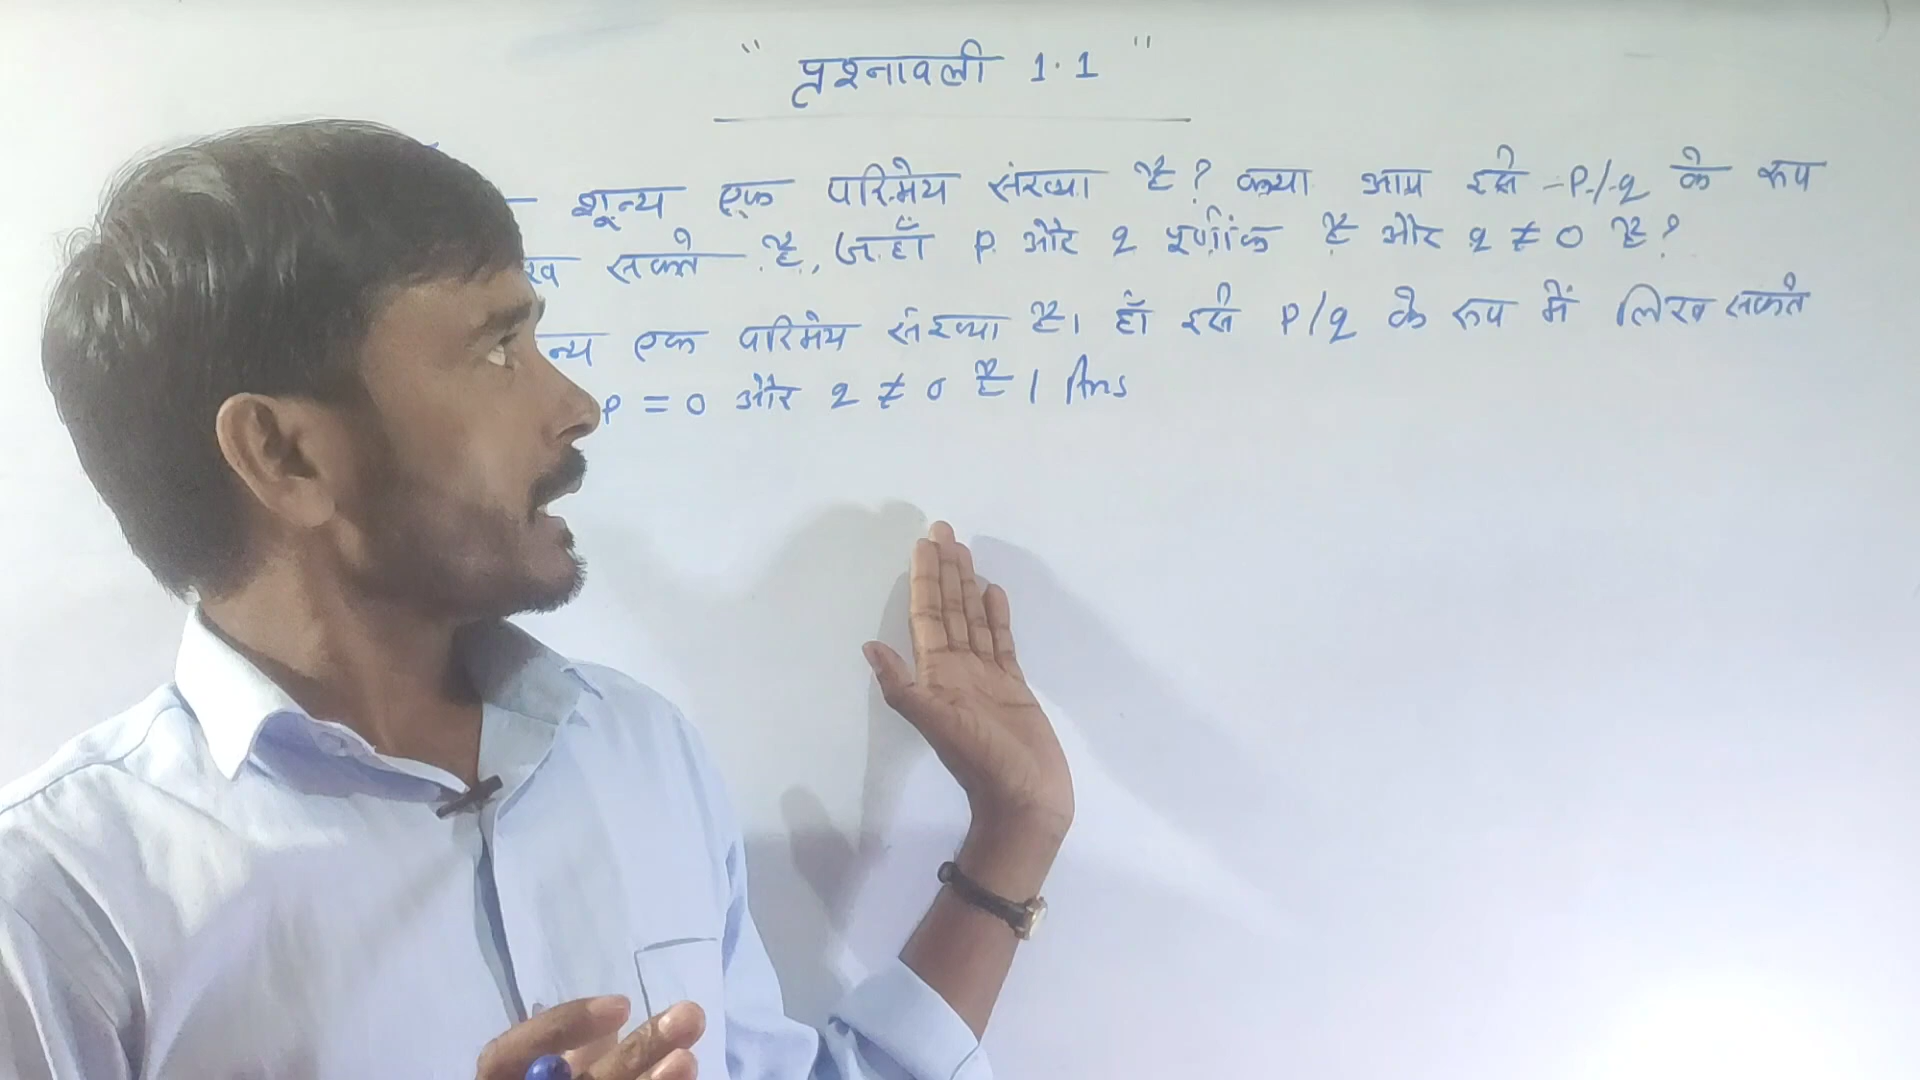 " प्रश्नावली 1.1 "
शून्य एक परिमेय संख्या है? क्या आप इसे P/q के रूप
सकते है, जहाँ P और q पूर्णांक है और q ≠ 0 है?
एक परिमेय संख्या है। हाँ इसे P/q के रूप में लिख सकते
P = 0 और q ≠ 0 है। Ans